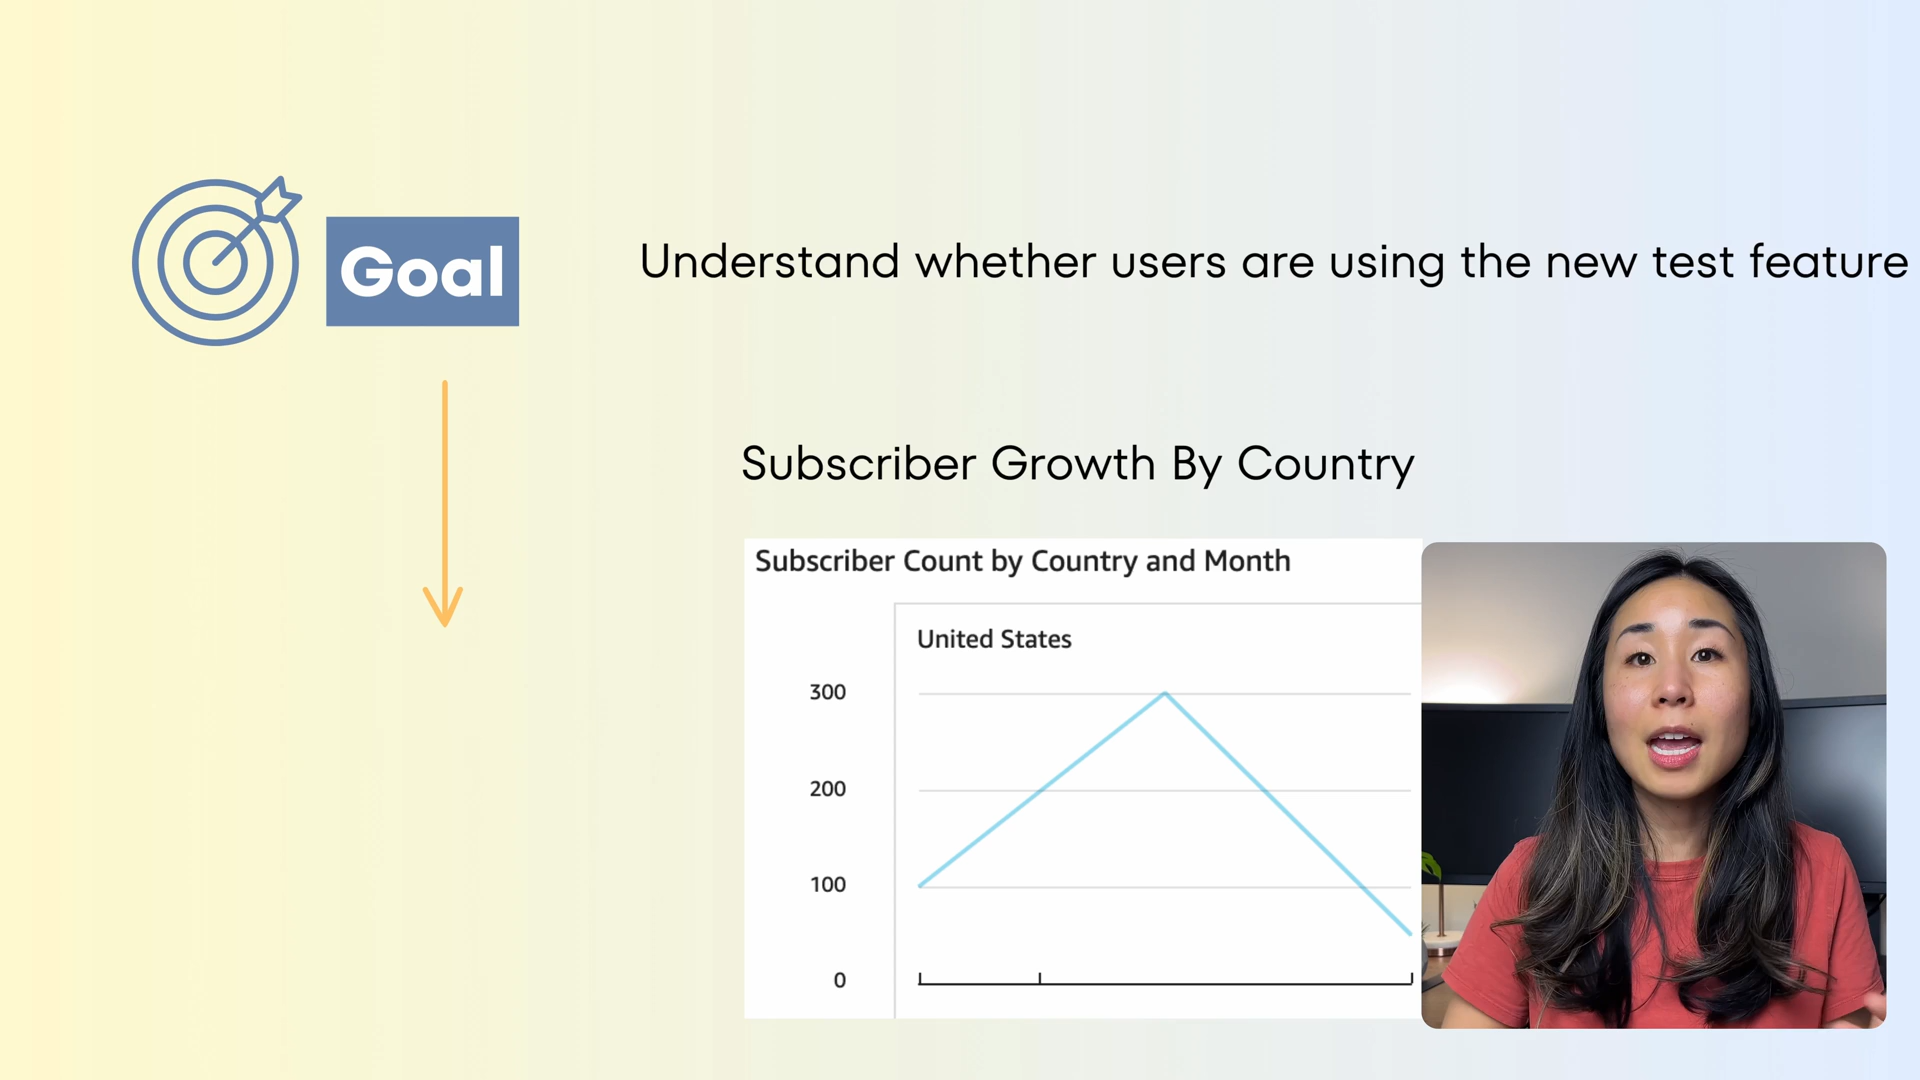 Goal
Understand whether users are using the new test feature
Subscriber Growth By Country
Subscriber Count by Country and Month
United States
300
200
100
0